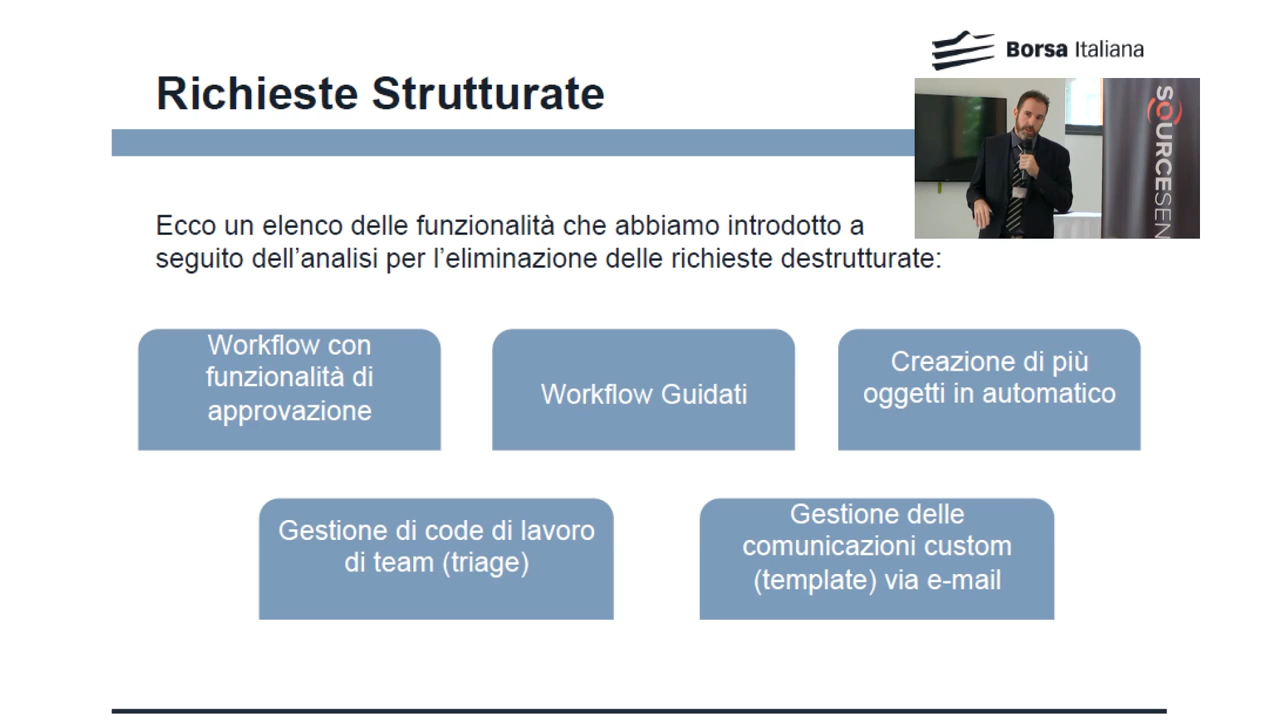 Borsa Italiana
Richieste Strutturate
SOURCESEN
Ecco un elenco delle funzionalità che abbiamo introdotto a
seguito dell’analisi per l’eliminazione delle richieste destrutturate:
Workflow con
funzionalità di
approvazione
Workflow Guidati
Creazione di più
oggetti in automatico
Gestione di code di lavoro
di team (triage)
Gestione delle
comunicazioni custom
(template) via e-mail